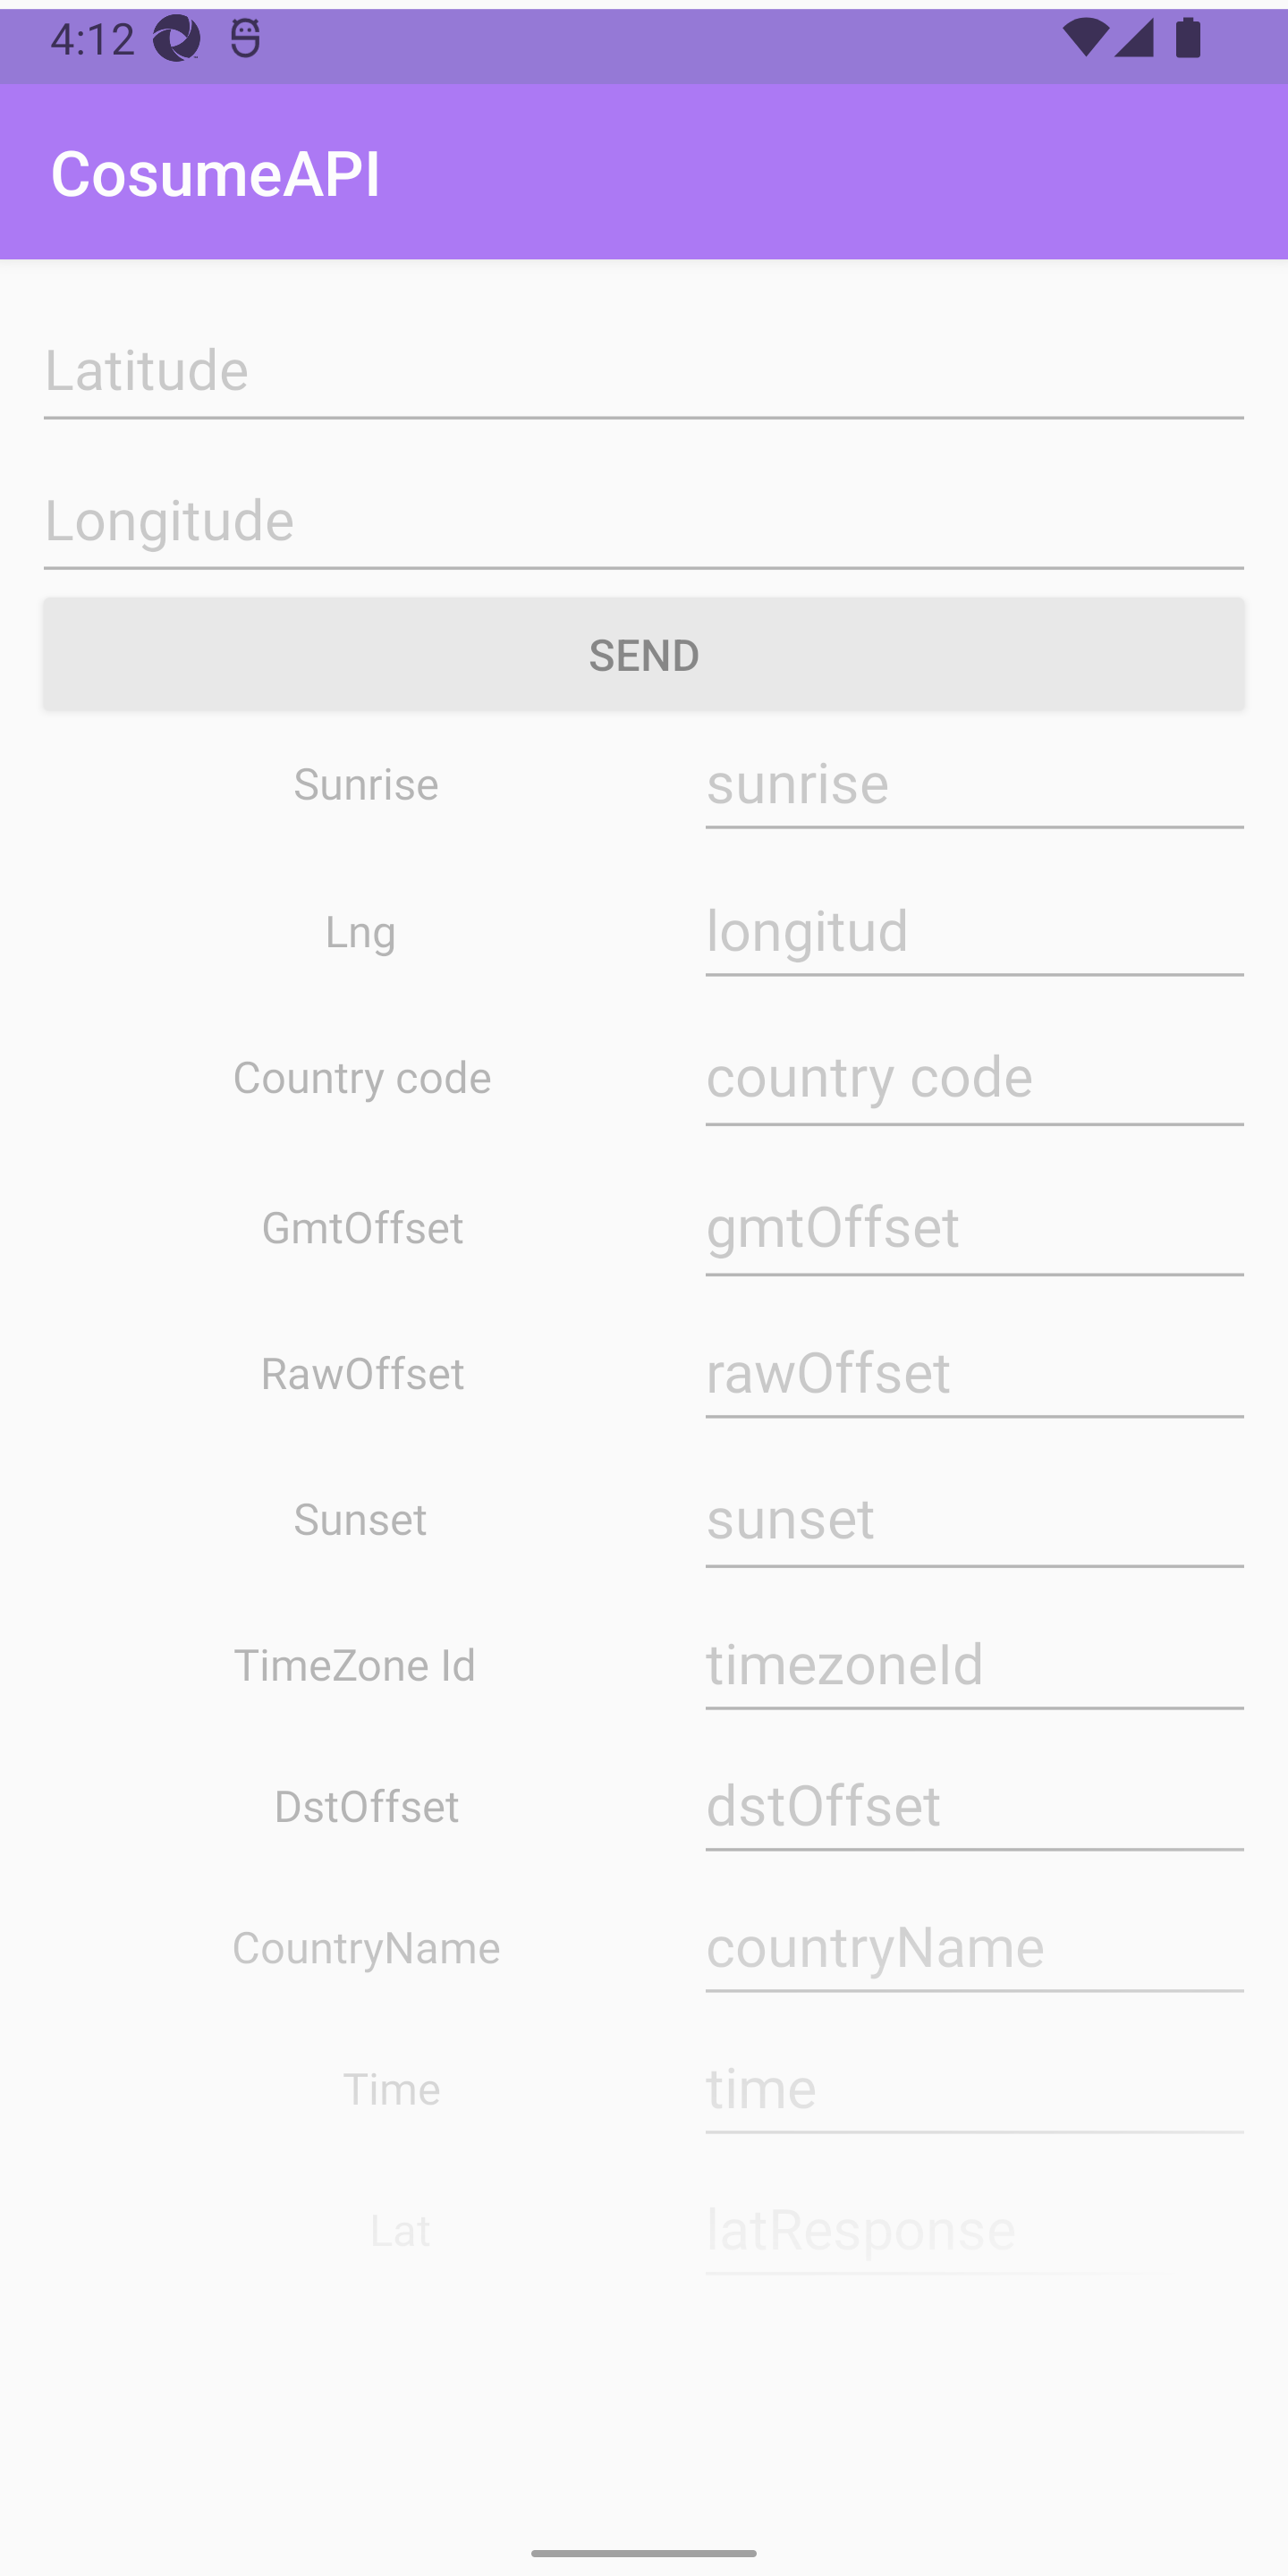 4:12
CosumeAPI
Latitude
Longitude
SEND
Sunrise sunrise
Lng longitud
Country code country code
GmtOffset gmtOffset
RawOffset rawOffset
Sunset sunset
TimeZone Id timezoneId
DstOffset dstOffset
CountryName countryName
Time time
Lat latResponse